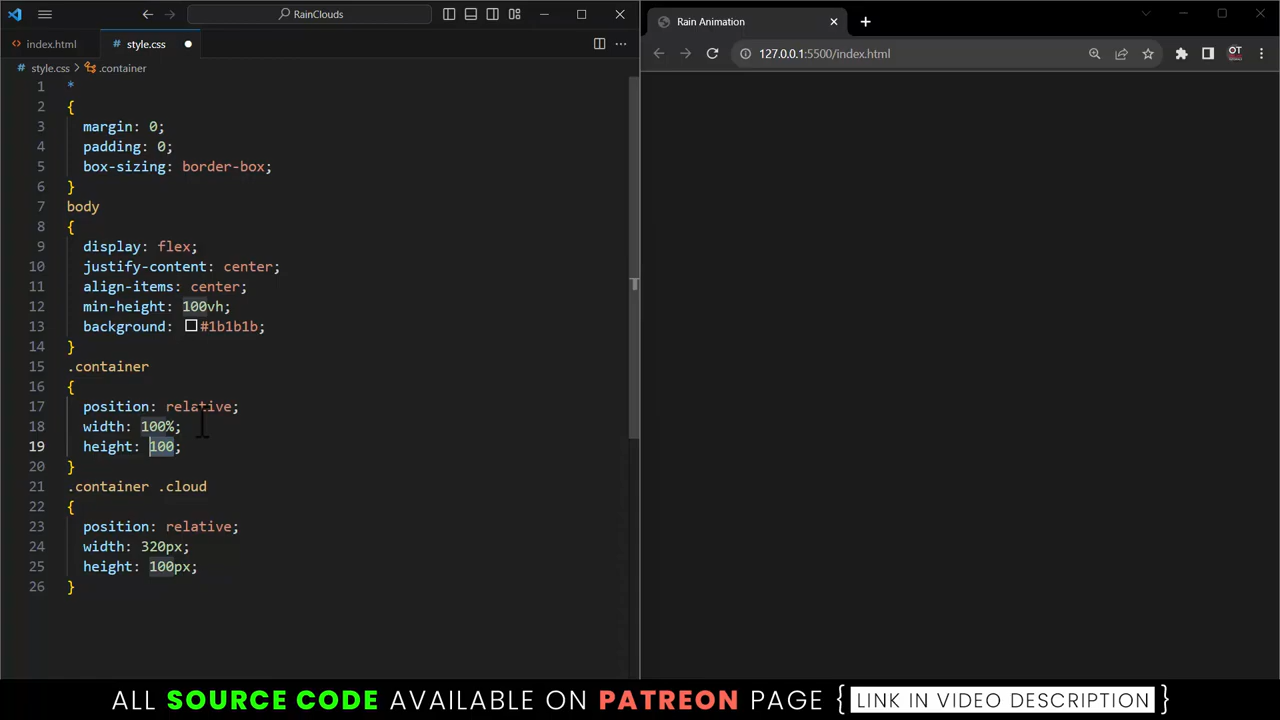 RainClouds
index.html
style.css
style.css
.container
1 *
2 {
3 margin: 0;
4 padding: 0;
5 box-sizing: border-box;
6 }
7 body
8 {
9 display: flex;
10 justify-content: center;
11 align-items: center;
12 min-height: 100vh;
13 background: #1b1b1b;
14 }
15 .container
16 {
17 position: relative;
18 width: 100%;
19 height: 100;
20 }
21 .container .cloud
22 {
23 position: relative;
24 width: 320px;
25 height: 100px;
26 }
Rain Animation
127.0.0.1:5500/index.html
OT
ALL SOURCE CODE AVAILABLE ON PATREON PAGE { LINK IN VIDEO DESCRIPTION }